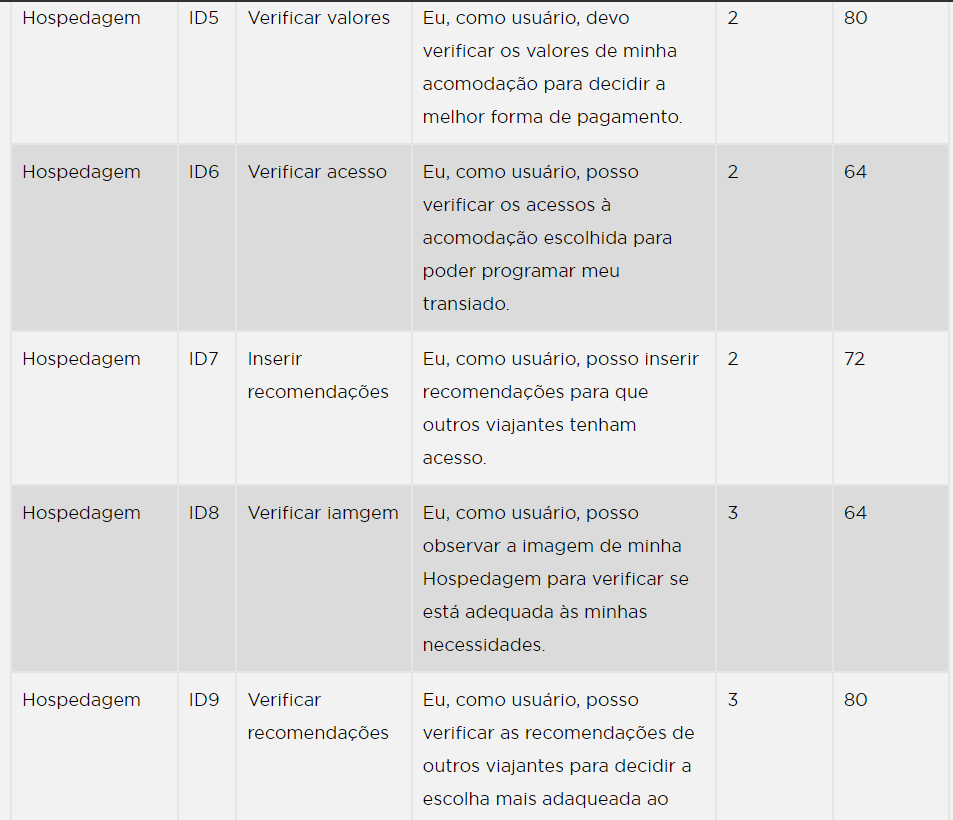 Hospedagem ID5 Verificar valores Eu, como usuário, devo 2 80
verificar os valores de minha
acomodação para decidir a
melhor forma de pagamento.
Hospedagem ID6 Verificar acesso Eu, como usuário, posso 2 64
verificar os acessos à
acomodação escolhida para
poder programar meu
transiado.
Hospedagem ID7 Inserir Eu, como usuário, posso inserir 2 72
recomendações recomendações para que
outros viajantes tenham
acesso.
Hospedagem ID8 Verificar iamgem Eu, como usuário, posso 3 64
observar a imagem de minha
Hospedagem para verificar se
está adequada às minhas
necessidades.
Hospedagem ID9 Verificar Eu, como usuário, posso 3 80
recomendações verificar as recomendações de
outros viajantes para decidir a
escolha mais adaqueada ao